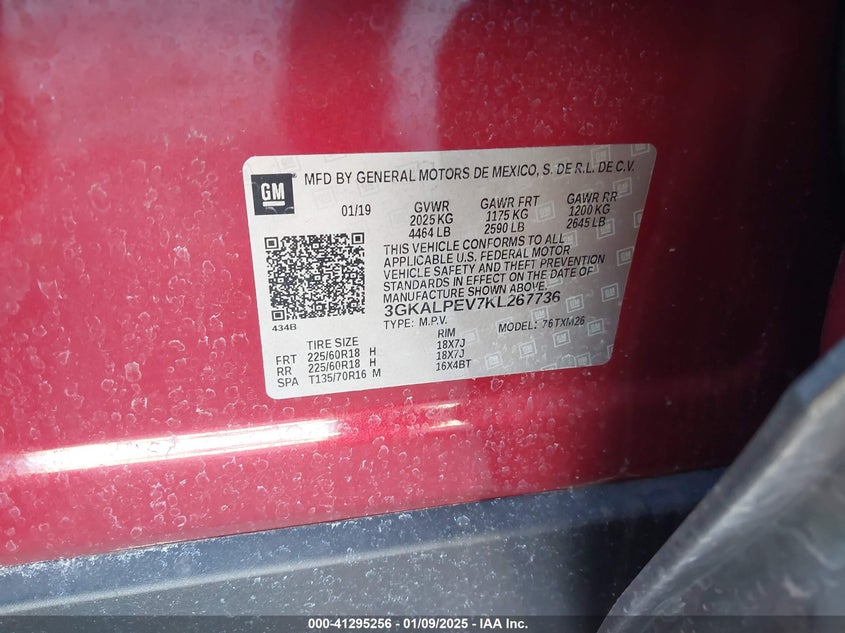 GM
MFD BY GENERAL MOTORS DE MEXICO, S. DE R.L. DE C.V.
01/19
GVWR GAWR FRT GAWR RR
2025 KG 1175 KG 1200 KG
4464 LB 2590 LB 2645 LB
THIS VEHICLE CONFORMS TO ALL
APPLICABLE U.S. FEDERAL MOTOR
VEHICLE SAFETY AND THEFT PREVENTION
STANDARDS IN EFFECT ON THE DATE OF
MANUFACTURE SHOWN ABOVE.
3GKALPEV7KL267736
TYPE: M.P.V. MODEL: 76TXM26
434B
TIRE SIZE RIM
FRT 225/60R18 H 18X7J
RR 225/60R18 H 18X7J
SPA T135/70R16 M 16X4BT
000-41295256 - 01/09/2025 - IAA Inc.